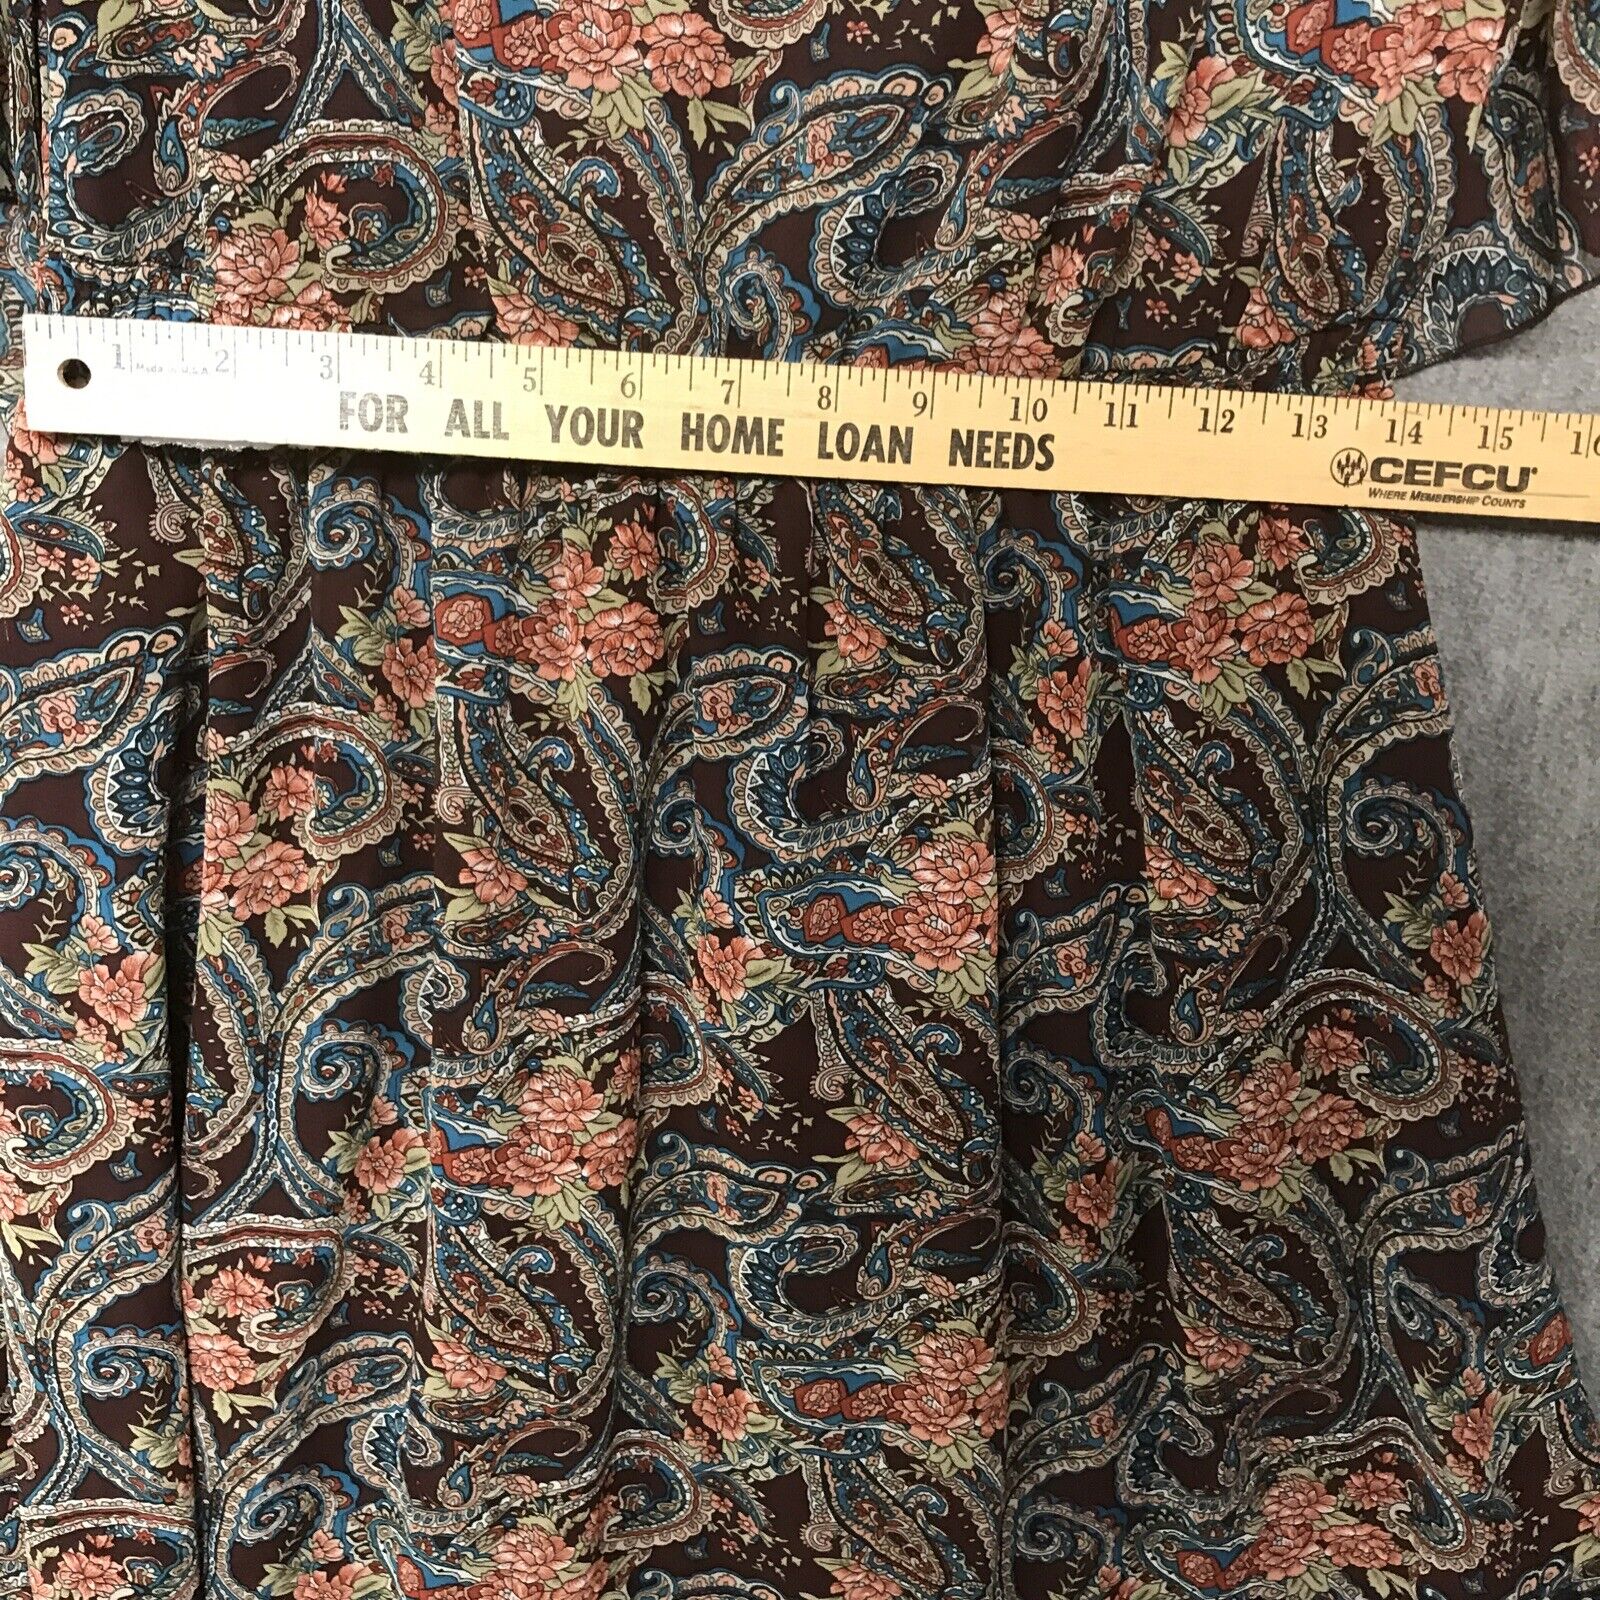 1 2 3 4 5 6 7 8 9 10 11 12 13 14 15 16
Made in U.S.A
FOR ALL YOUR HOME LOAN NEEDS
CEFCU
WHERE MEMBERSHIP COUNTS